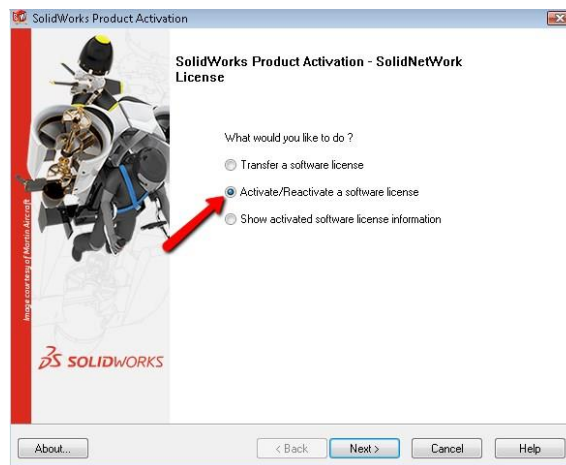 SolidWorks Product Activation
SolidWorks Product Activation - SolidNetWork
License
What would you like to do ?
Transfer a software license
Activate/Reactivate a software license
Show activated software license information
Image courtesy of Martin Aircraft
SOLIDWORKS
About...
< Back
Next >
Cancel
Help